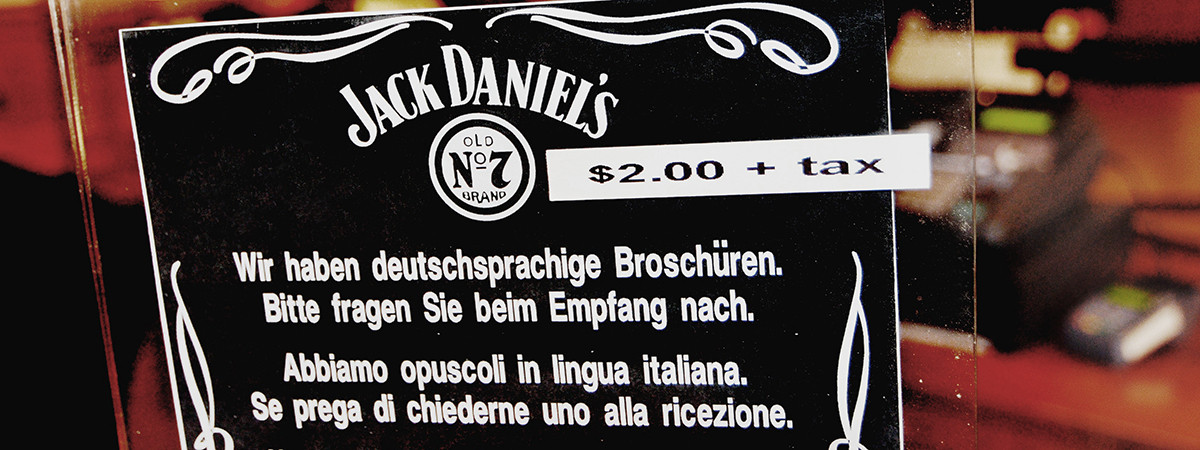 JACK DANIEL'S
OLD
Nº7
BRAND
$2.00 + tax
Wir haben deutschsprachige Broschüren.
Bitte fragen Sie beim Empfang nach.
Abbiamo opuscoli in lingua italiana.
Se prega di chiederne uno alla ricezione.